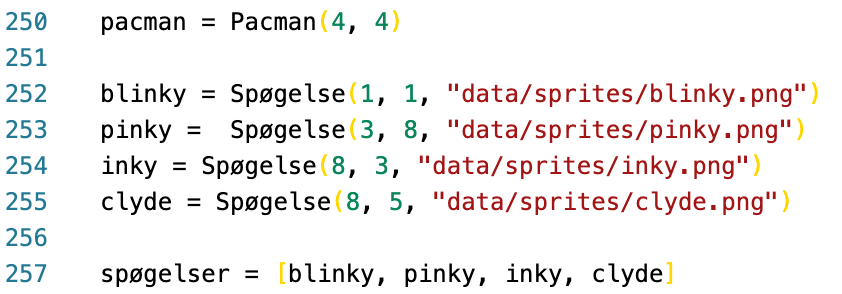 250 pacman = Pacman(4, 4)
251
252 blinky = Spøgelse(1, 1, "data/sprites/blinky.png")
253 pinky =  Spøgelse(3, 8, "data/sprites/pinky.png")
254 inky = Spøgelse(8, 3, "data/sprites/inky.png")
255 clyde = Spøgelse(8, 5, "data/sprites/clyde.png")
256
257 spøgelser = [blinky, pinky, inky, clyde]